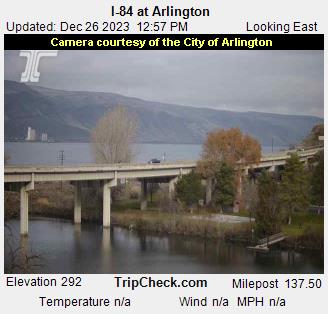 I-84 at Arlington
Updated: Dec 26 2023 12:57 PM Looking East
Camera courtesy of the City of Arlington
Elevation 292 TripCheck.com Milepost 137.50
Temperature n/a Wind n/a MPH n/a